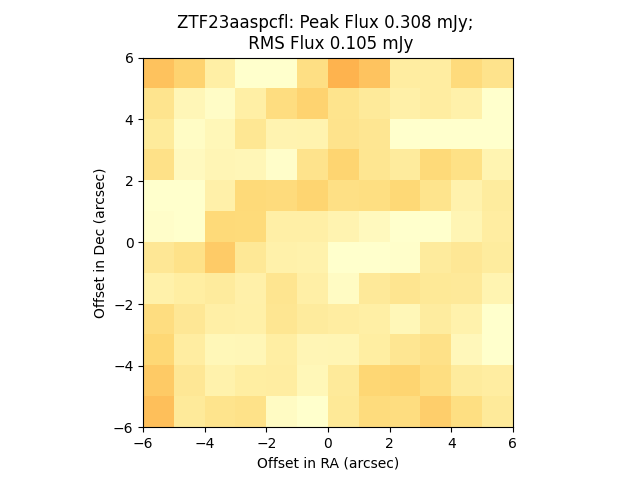 ZTF23aaspcfl: Peak Flux 0.308 mJy;
RMS Flux 0.105 mJy
6
4
2
0
−2
−4
−6
Offset in Dec (arcsec)
−6 −4 −2 0 2 4 6
Offset in RA (arcsec)